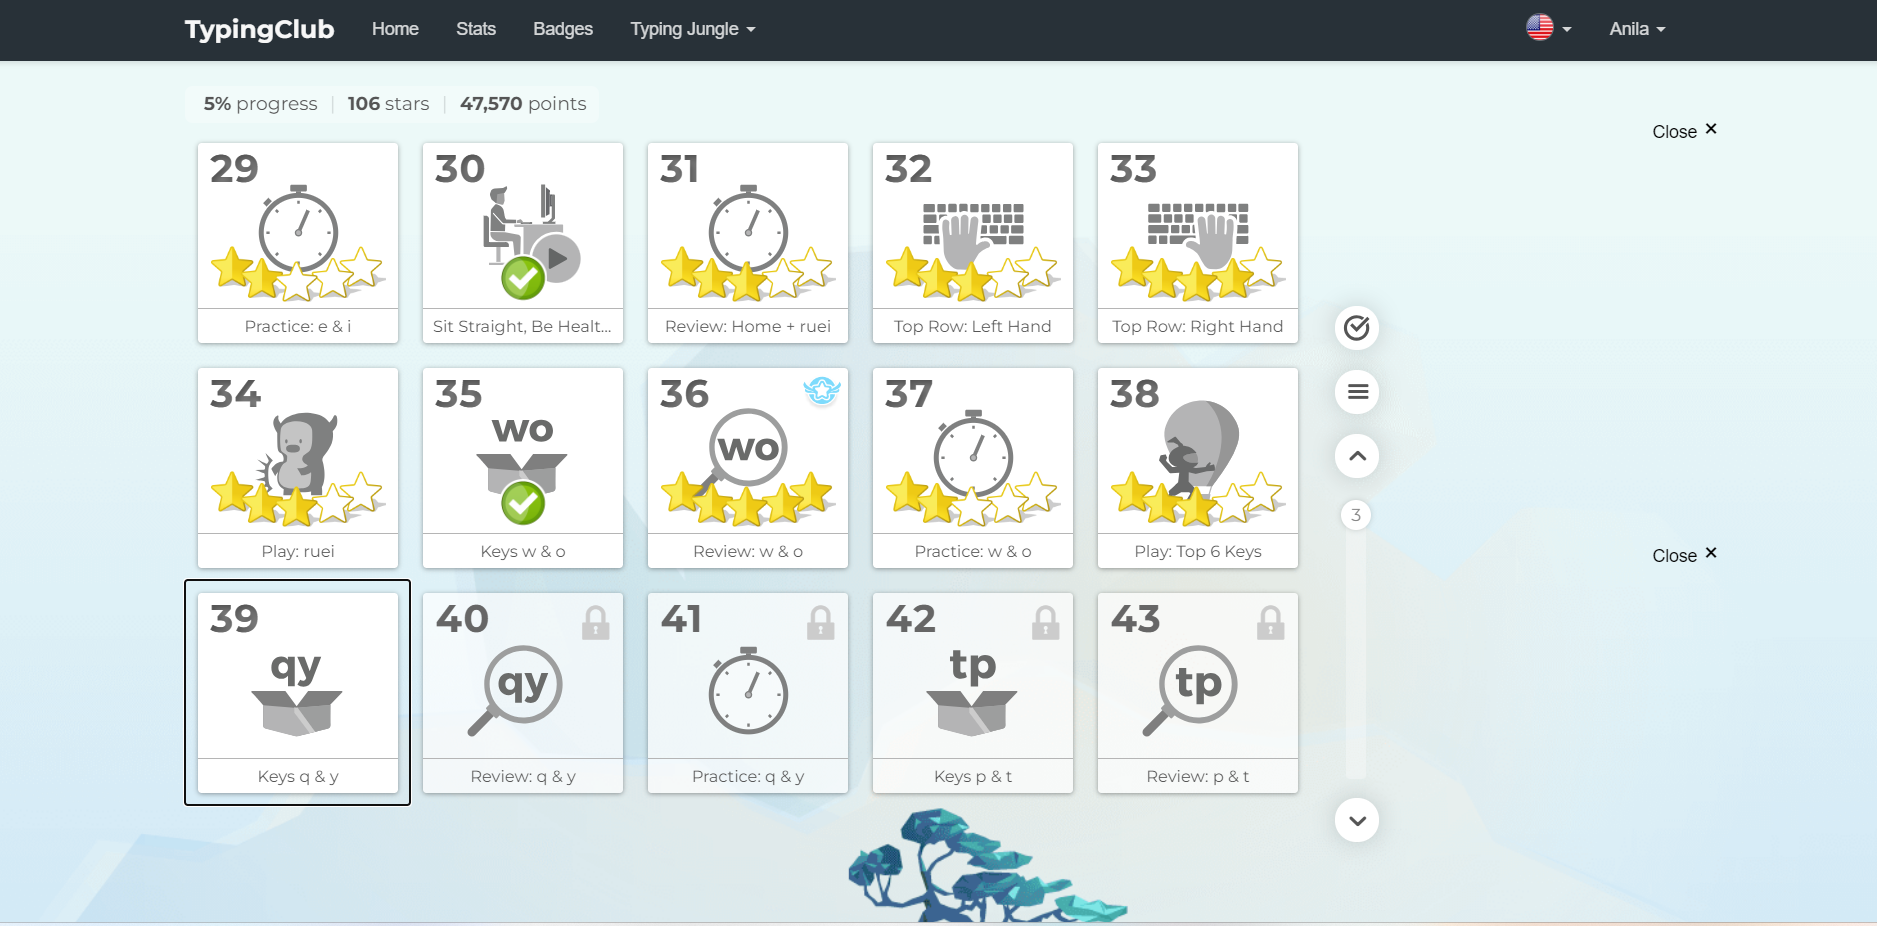 TypingClub Home Stats Badges Typing Jungle Anila
5% progress 106 stars 47,570 points
Close
29 30 31 32 33
Practice: e & i Sit Straight, Be Healt... Review: Home + ruei Top Row: Left Hand Top Row: Right Hand
34 35 36 37 38
wo wo
3
Play: ruei Keys w & o Review: w & o Practice: w & o Play: Top 6 Keys
Close
39 40 41 42 43
qy qy tp tp
Keys q & y Review: q & y Practice: q & y Keys p & t Review: p & t